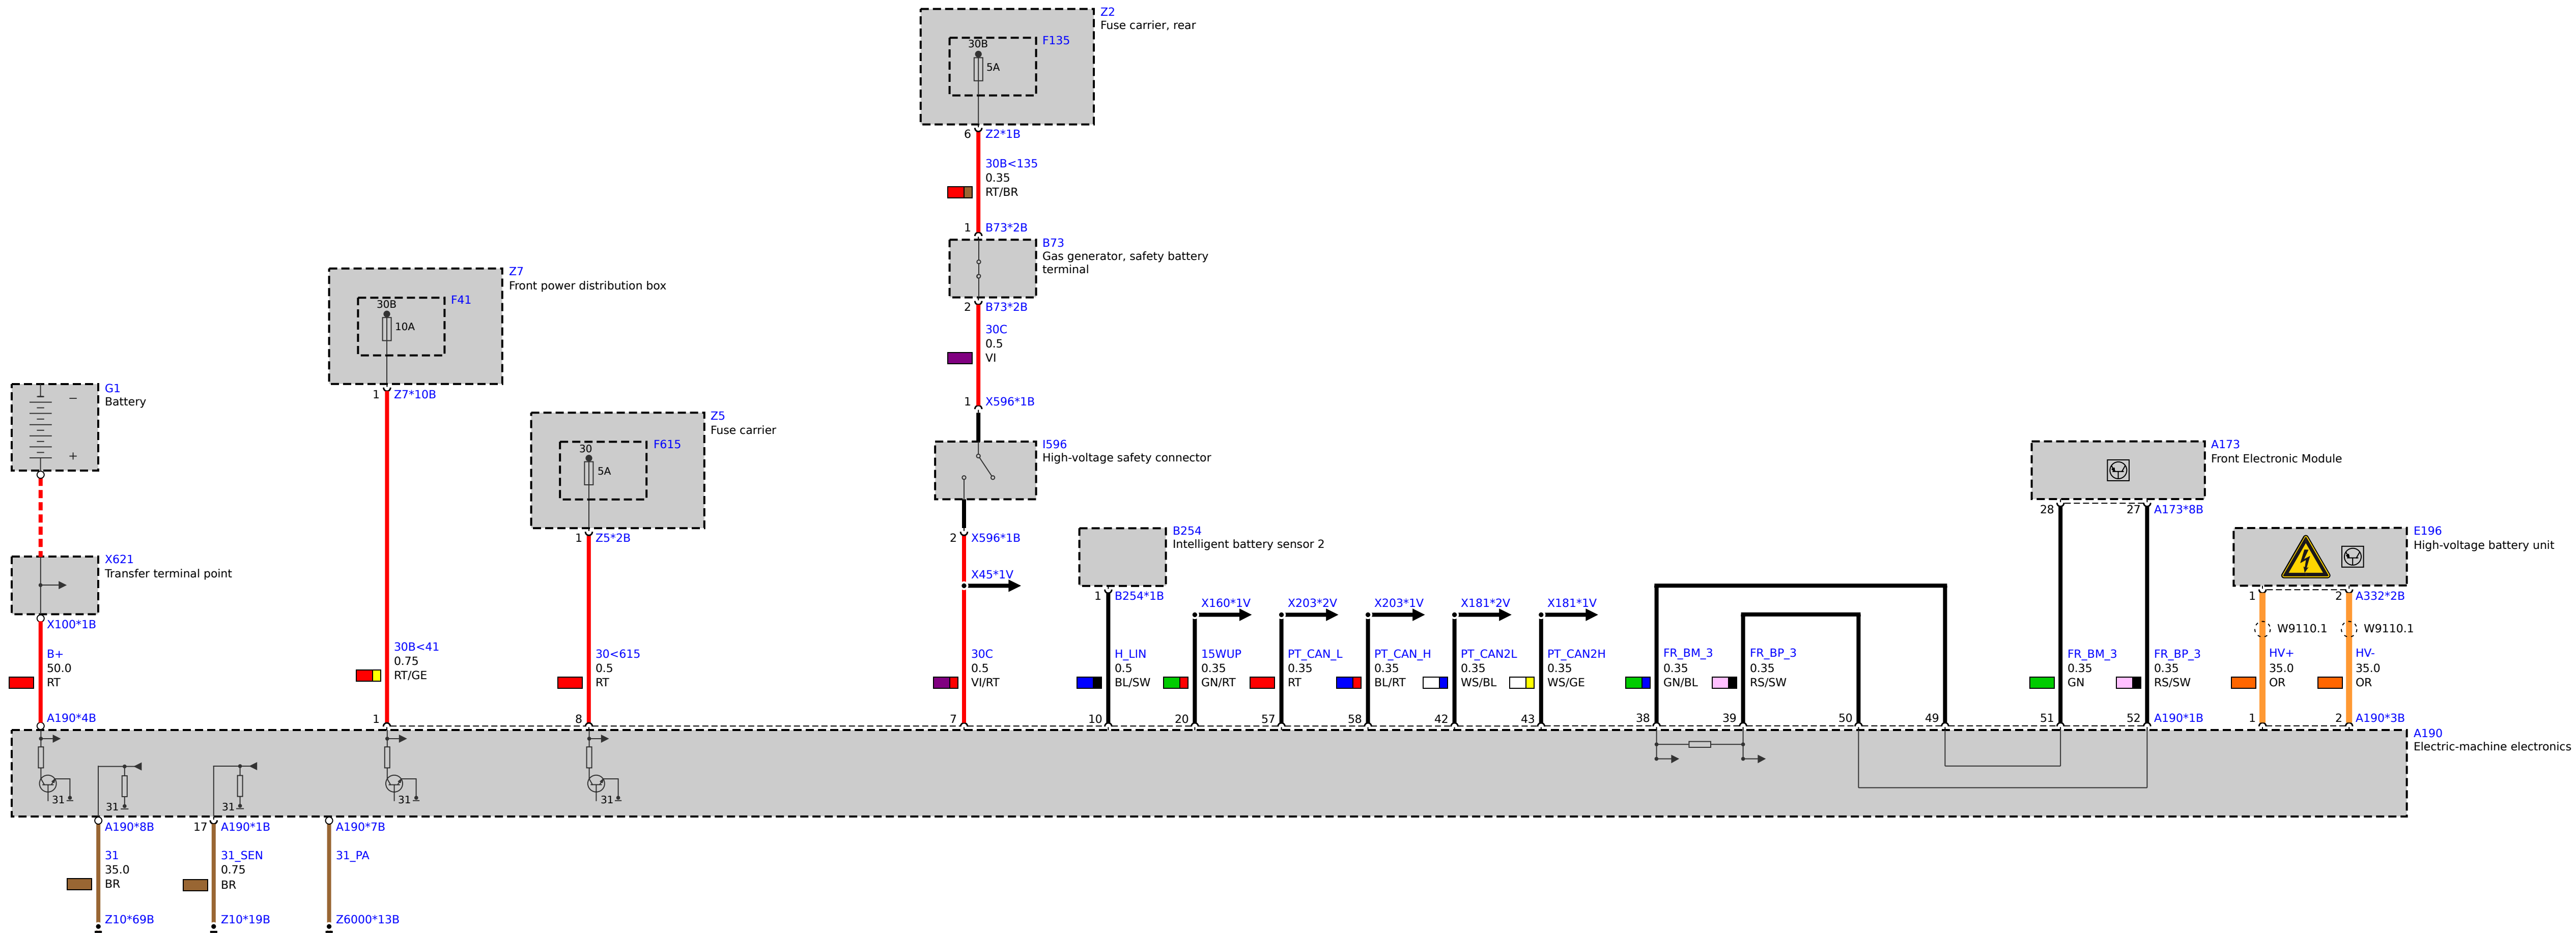 Z2
Fuse carrier, rear
F135
30B
5A
6 Z2*1B
30B<135
0.35
RT/BR
1 B73*2B
B73
Gas generator, safety battery
terminal
2 B73*2B
30C
0.5
VI
1 X596*1B
I596
High-voltage safety connector
2 X596*1B
X45*1V
Z7
Front power distribution box
F41
30B
10A
1 Z7*10B
G1
Battery
−
+
X621
Transfer terminal point
X100*1B
Z5
Fuse carrier
F615
30
5A
1 Z5*2B
B254
Intelligent battery sensor 2
1 B254*1B
X160*1V
X203*2V
X203*1V
X181*2V
X181*1V
A173
Front Electronic Module
28 27 A173*8B
E196
High-voltage battery unit
1 2 A332*2B
W9110.1 W9110.1
B+
50.0
RT
30B<41
0.75
RT/GE
30<615
0.5
RT
30C
0.5
VI/RT
H_LIN
0.5
BL/SW
15WUP
0.35
GN/RT
PT_CAN_L
0.35
RT
PT_CAN_H
0.35
BL/RT
PT_CAN2L
0.35
WS/BL
PT_CAN2H
0.35
WS/GE
FR_BM_3
0.35
GN/BL
FR_BP_3
0.35
RS/SW
FR_BM_3
0.35
GN
FR_BP_3
0.35
RS/SW
HV+
35.0
OR
HV-
35.0
OR
A190*4B 1 8 7 10 20 57 58 42 43 38 39 50 49 51 52 A190*1B 1 2 A190*3B
A190
Electric-machine electronics
31 31 31 31 31
A190*8B
17 A190*1B
A190*7B
31
35.0
BR
31_SEN
0.75
BR
31_PA
Z10*69B
Z10*19B
Z6000*13B